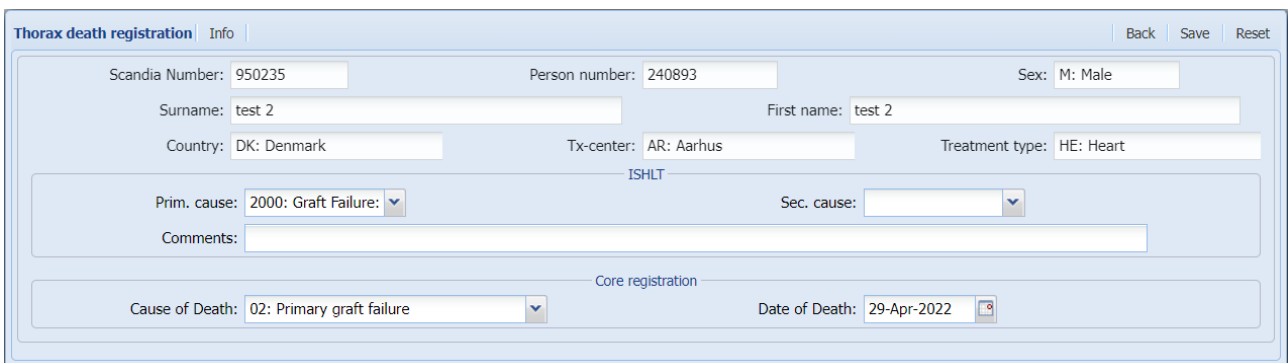 Thorax death registration Info Back Save Reset
Scandia Number: 950235 Person number: 240893 Sex: M: Male
Surname: test 2 First name: test 2
Country: DK: Denmark Tx-center: AR: Aarhus Treatment type: HE: Heart
ISHLT
Prim. cause: 2000: Graft Failure: Sec. cause:
Comments:
Core registration
Cause of Death: 02: Primary graft failure Date of Death: 29-Apr-2022